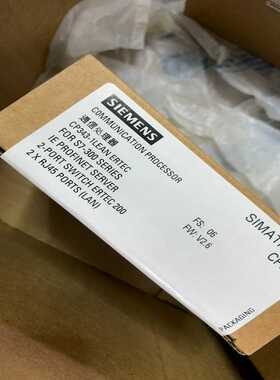 SIEMENS
COMMUNICATION PROCESSOR
通信处理器
CP343-1LEAN ERTEC
FOR S7-300 SERIES
IE PROFINET SERVER
2-PORT SWITCH ERTEC 200
2 X RJ45 PORTS (LAN)
FS: 06
FW: V2.6
SIMAT
CP
PACKAGING